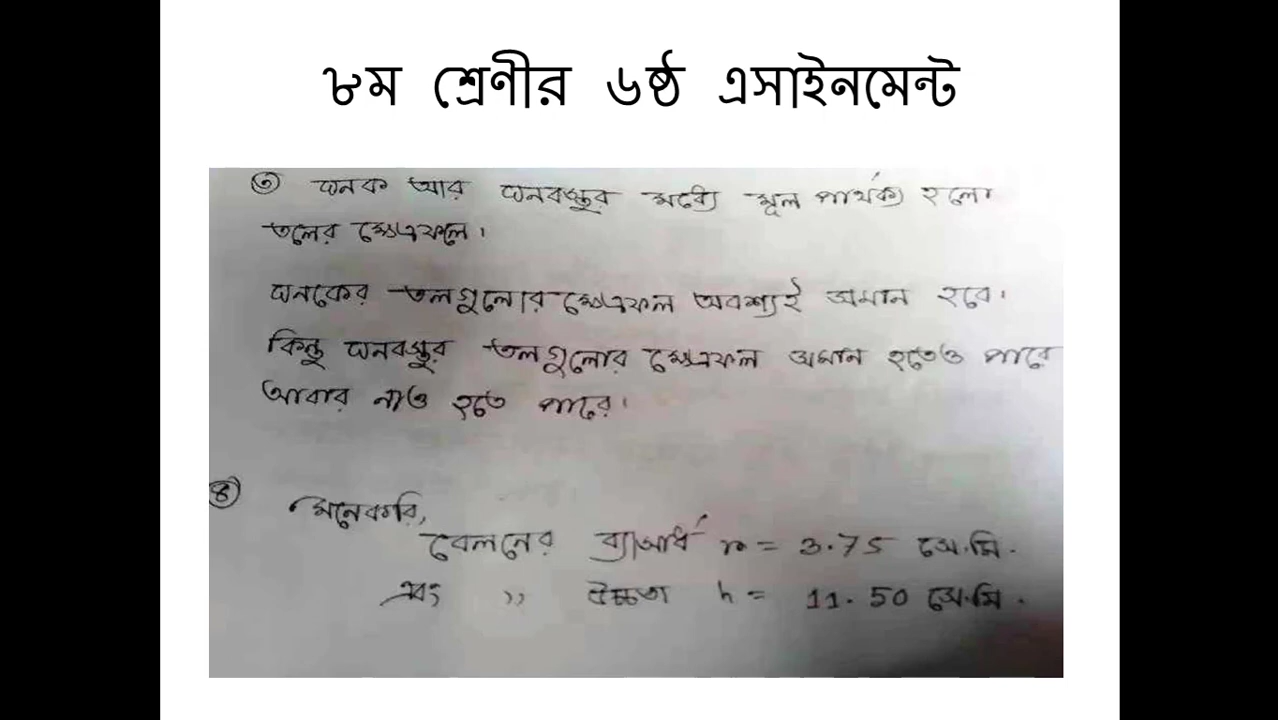 ৮ম শ্রেণীর ৬ষ্ঠ এসাইনমেন্ট
৩ ঘনক আর ঘনবস্তুর মধ্যে মূল পার্থক্য হলো
তলের ক্ষেত্রফলে।
ঘনকের তলগুলোর ক্ষেত্রফল অবশ্যই সমান হবে।
কিন্তু ঘনবস্তুর তলগুলোর ক্ষেত্রফল সমান হতেও পারে
আবার নাও হতে পারে।
৪ মনেকরি,
বেলনের ব্যাসার্ধ r = 3.75 সে.মি.
এবং ,, উচ্চতা h = 11.50 সে.মি.